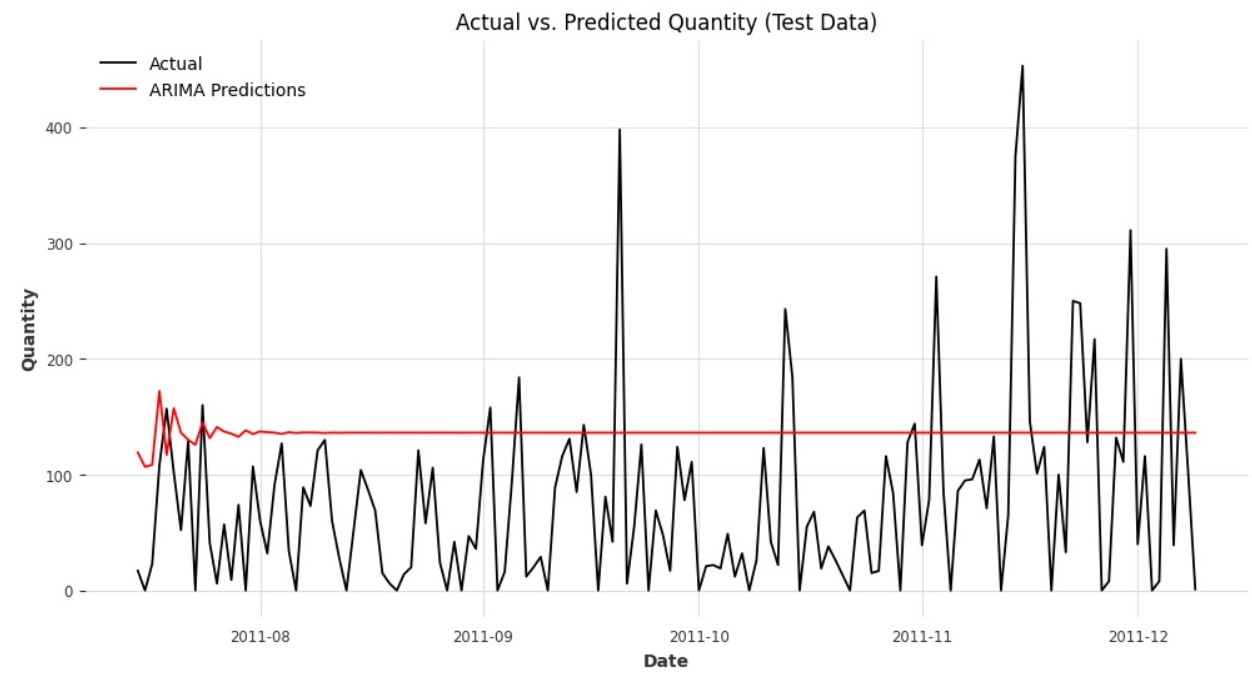 Actual vs. Predicted Quantity (Test Data)
Actual
ARIMA Predictions
400
300
200
100
0
Quantity
2011-08
2011-09
2011-10
2011-11
2011-12
Date